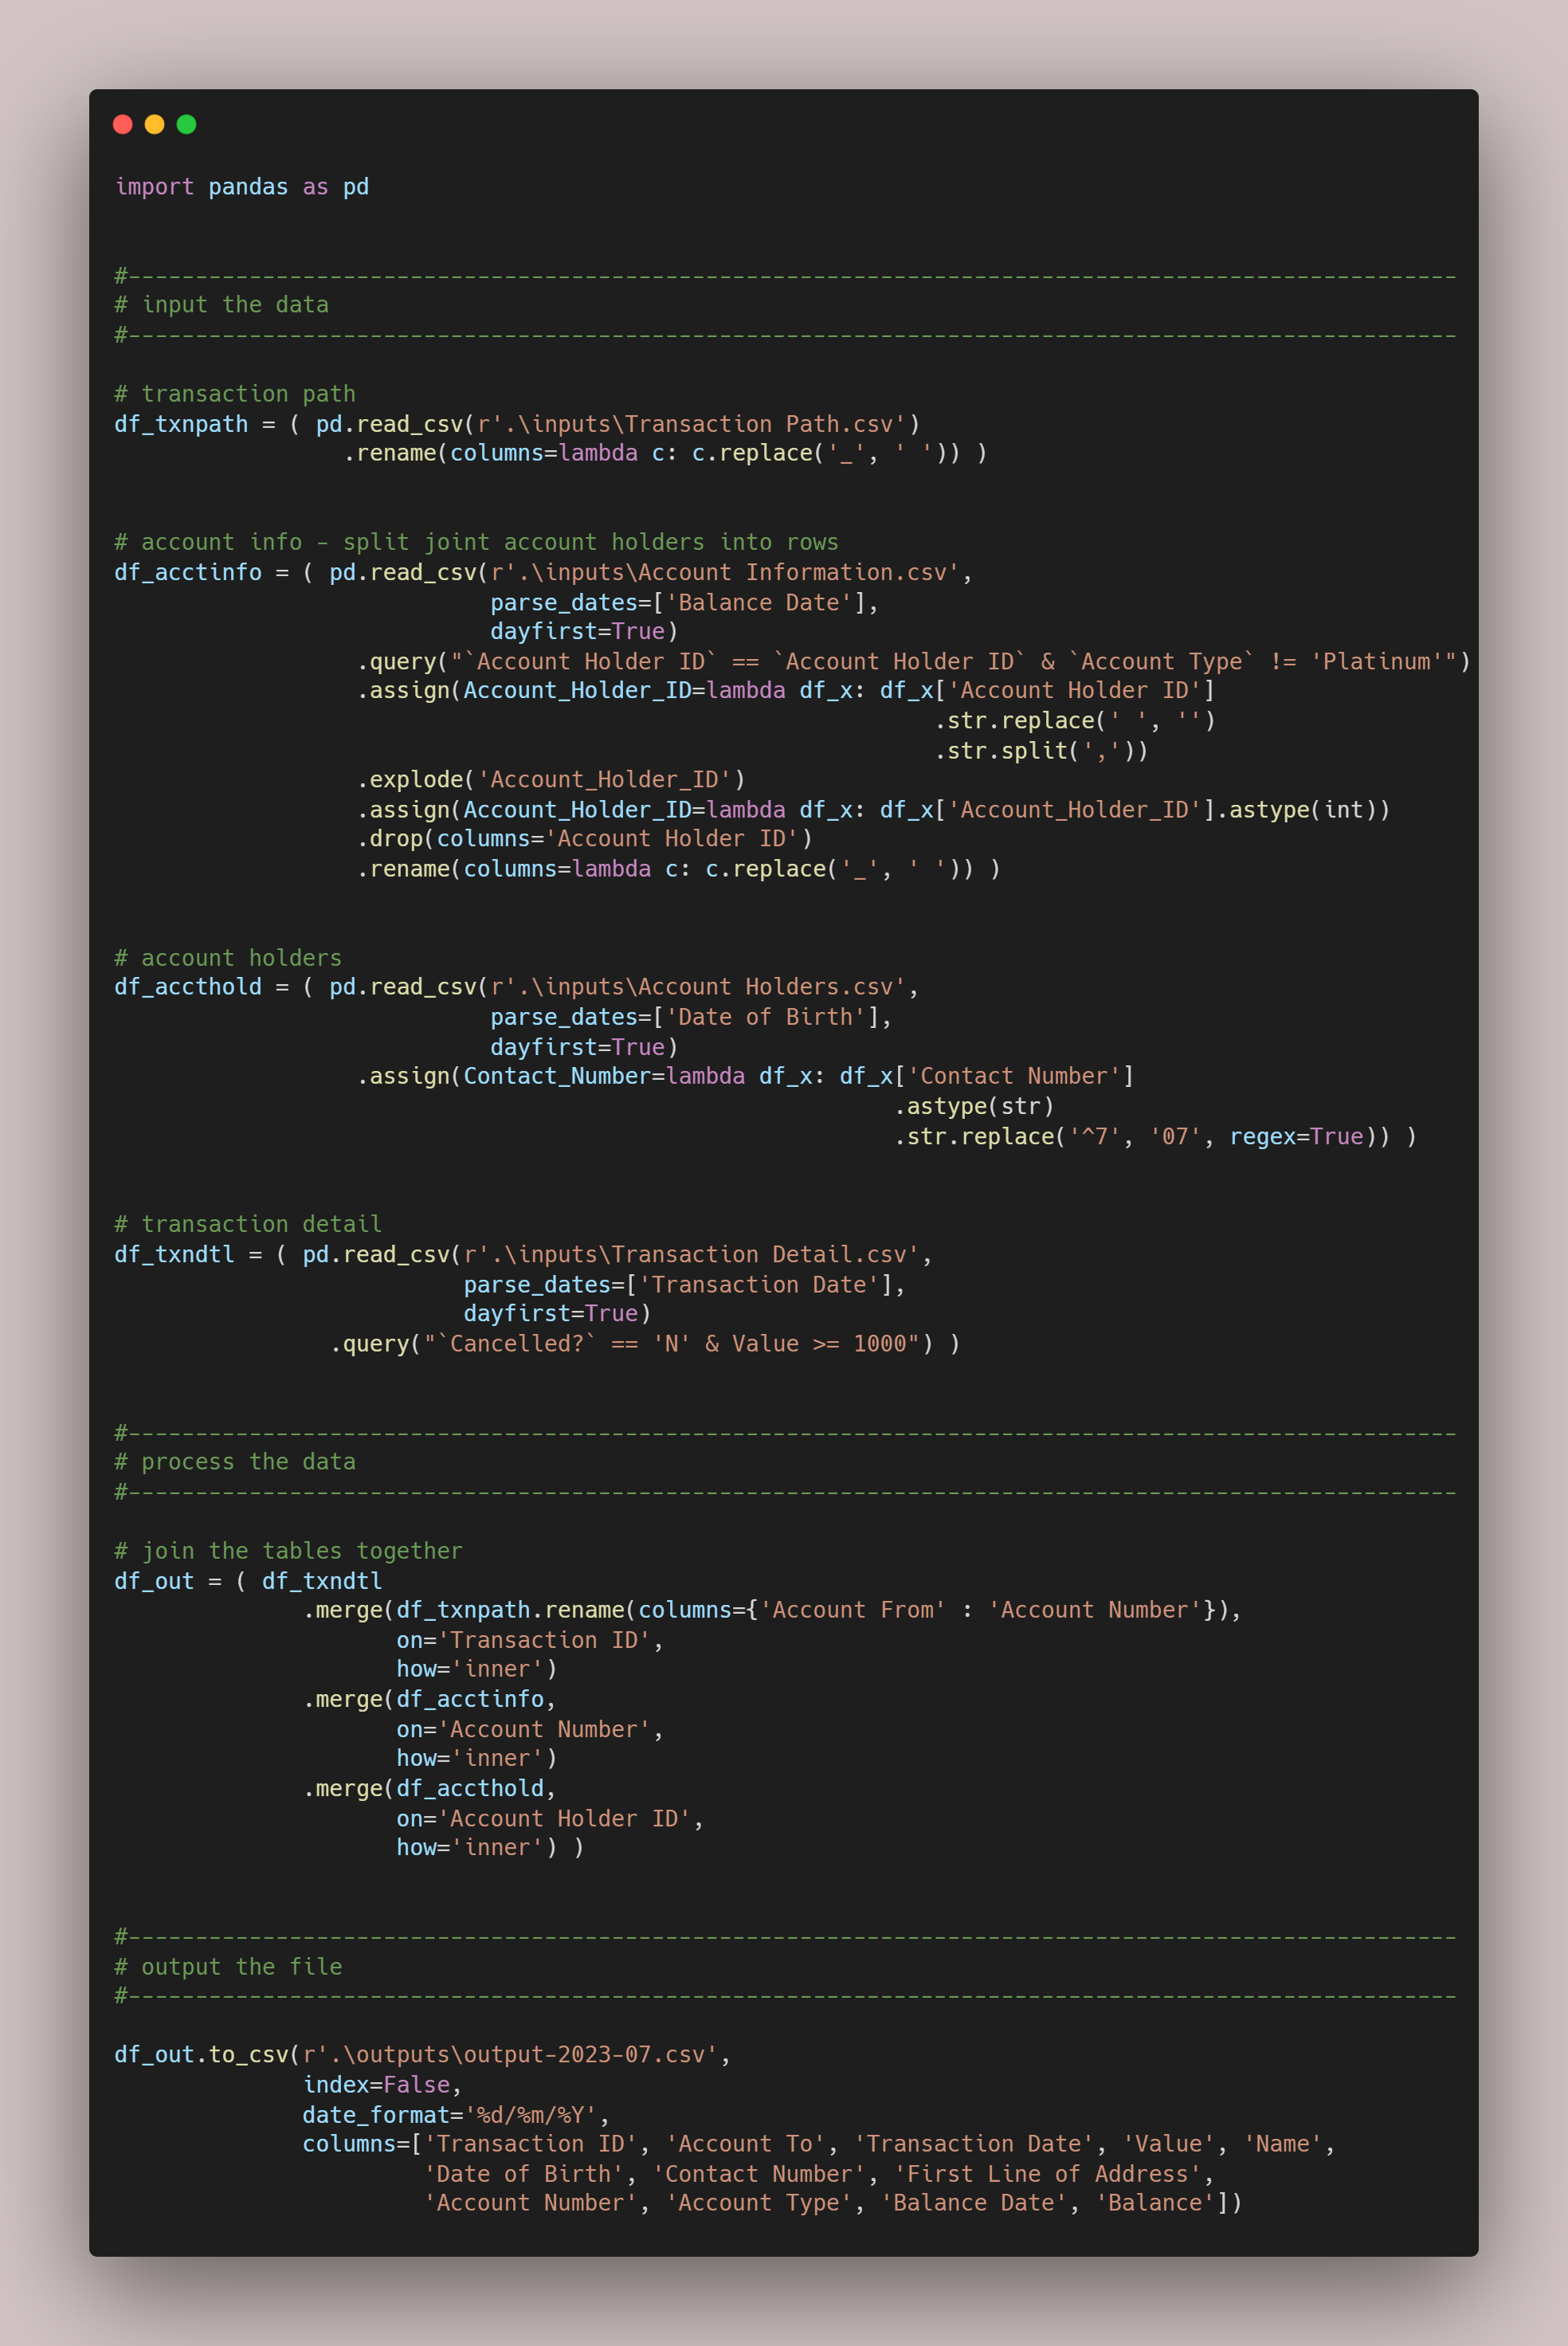 import pandas as pd
#---------------------------------------------------------------------------------------------------
# input the data
#---------------------------------------------------------------------------------------------------
# transaction path
df_txnpath = ( pd.read_csv(r'.\inputs\Transaction Path.csv')
                 .rename(columns=lambda c: c.replace('_', ' ')) )
# account info - split joint account holders into rows
df_acctinfo = ( pd.read_csv(r'.\inputs\Account Information.csv',
                            parse_dates=['Balance Date'],
                            dayfirst=True)
                  .query("`Account Holder ID` == `Account Holder ID` & `Account Type` != 'Platinum'")
                  .assign(Account_Holder_ID=lambda df_x: df_x['Account Holder ID']
                                                             .str.replace(' ', '')
                                                             .str.split(','))
                  .explode('Account_Holder_ID')
                  .assign(Account_Holder_ID=lambda df_x: df_x['Account_Holder_ID'].astype(int))
                  .drop(columns='Account Holder ID')
                  .rename(columns=lambda c: c.replace('_', ' ')) )
# account holders
df_accthold = ( pd.read_csv(r'.\inputs\Account Holders.csv',
                            parse_dates=['Date of Birth'],
                            dayfirst=True)
                  .assign(Contact_Number=lambda df_x: df_x['Contact Number']
                                                          .astype(str)
                                                          .str.replace('^7', '07', regex=True)) )
# transaction detail
df_txndtl = ( pd.read_csv(r'.\inputs\Transaction Detail.csv',
                          parse_dates=['Transaction Date'],
                          dayfirst=True)
                .query("`Cancelled?` == 'N' & Value >= 1000") )
#---------------------------------------------------------------------------------------------------
# process the data
#---------------------------------------------------------------------------------------------------
# join the tables together
df_out = ( df_txndtl
              .merge(df_txnpath.rename(columns={'Account From' : 'Account Number'}),
                     on='Transaction ID',
                     how='inner')
              .merge(df_acctinfo,
                     on='Account Number',
                     how='inner')
              .merge(df_accthold,
                     on='Account Holder ID',
                     how='inner') )
#---------------------------------------------------------------------------------------------------
# output the file
#---------------------------------------------------------------------------------------------------
df_out.to_csv(r'.\outputs\output-2023-07.csv',
              index=False,
              date_format='%d/%m/%Y',
              columns=['Transaction ID', 'Account To', 'Transaction Date', 'Value', 'Name',
                       'Date of Birth', 'Contact Number', 'First Line of Address',
                       'Account Number', 'Account Type', 'Balance Date', 'Balance'])